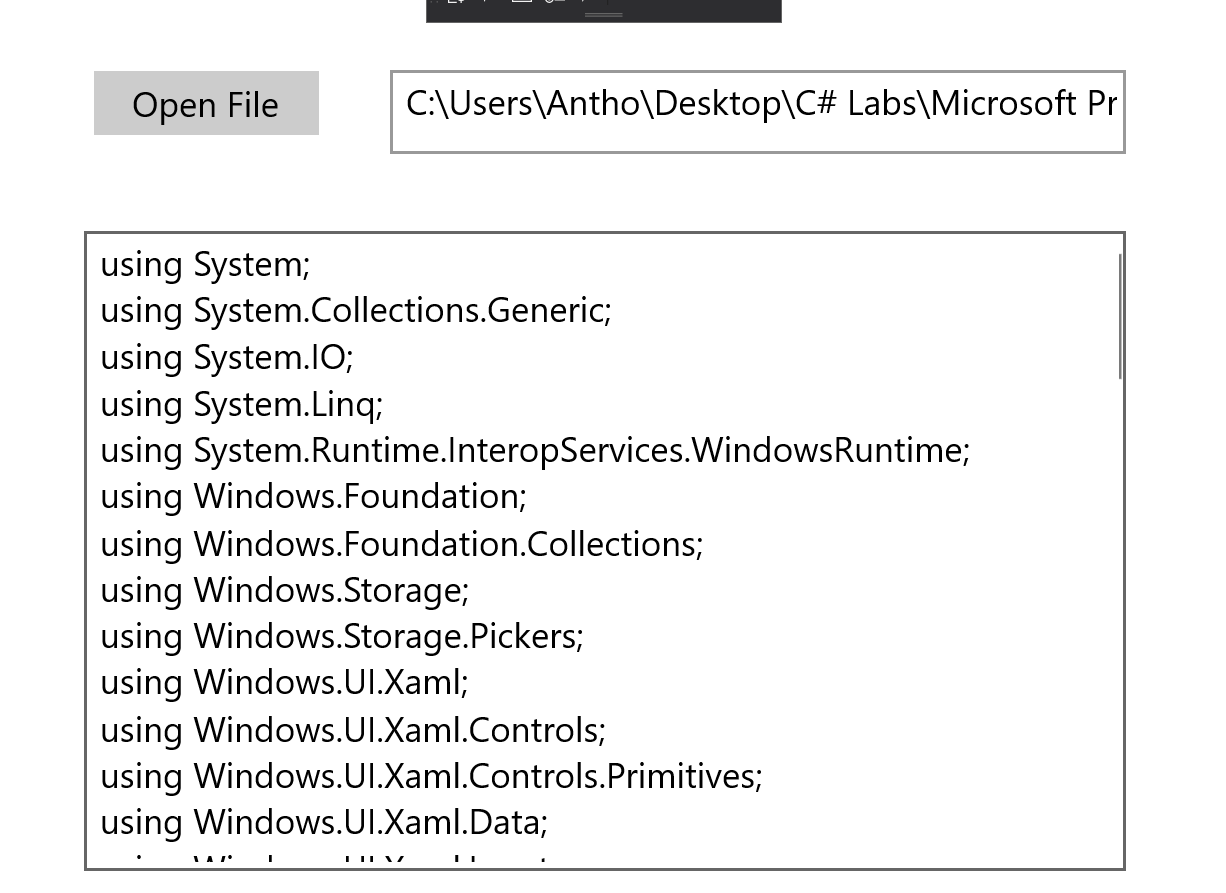 Open File
C:\Users\Antho\Desktop\C# Labs\Microsoft Pr
using System;
using System.Collections.Generic;
using System.IO;
using System.Linq;
using System.Runtime.InteropServices.WindowsRuntime;
using Windows.Foundation;
using Windows.Foundation.Collections;
using Windows.Storage;
using Windows.Storage.Pickers;
using Windows.UI.Xaml;
using Windows.UI.Xaml.Controls;
using Windows.UI.Xaml.Controls.Primitives;
using Windows.UI.Xaml.Data;